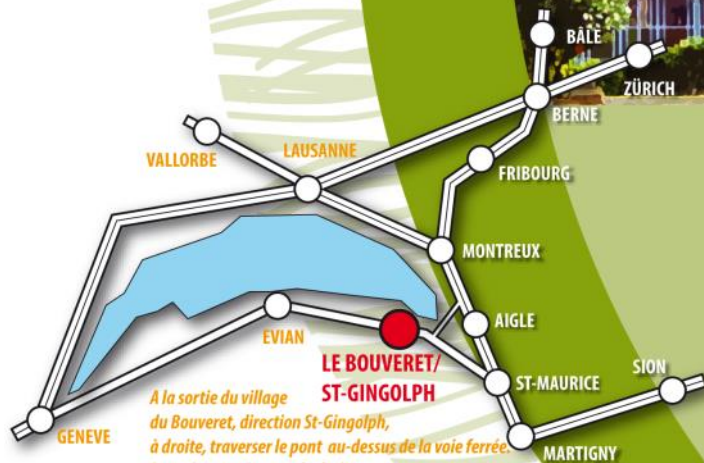 BÂLE
ZÜRICH
BERNE
LAUSANNE
VALLORBE
FRIBOURG
MONTREUX
EVIAN
AIGLE
LE BOUVERET/
ST-GINGOLPH
SION
ST-MAURICE
A la sortie du village
du Bouveret, direction St-Gingolph,
GENEVE
à droite, traverser le pont au-dessus de la voie ferrée.
MARTIGNY